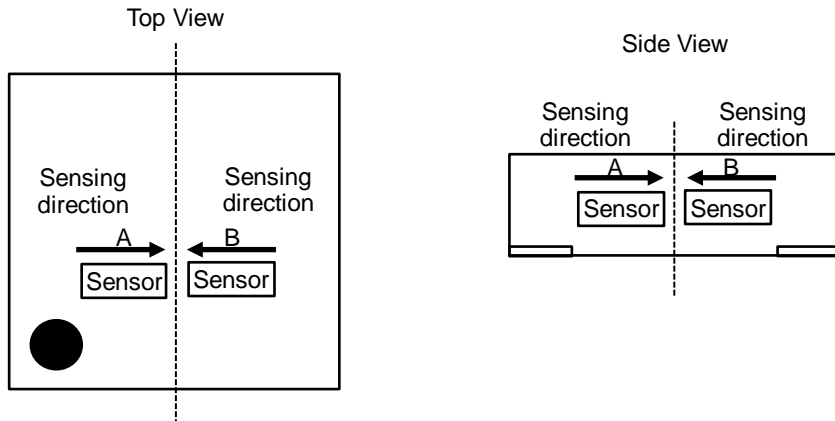 Top View
Sensing
direction
Sensing
direction
A
B
Sensor
Sensor
Side View
Sensing
direction
Sensing
direction
A
B
Sensor
Sensor